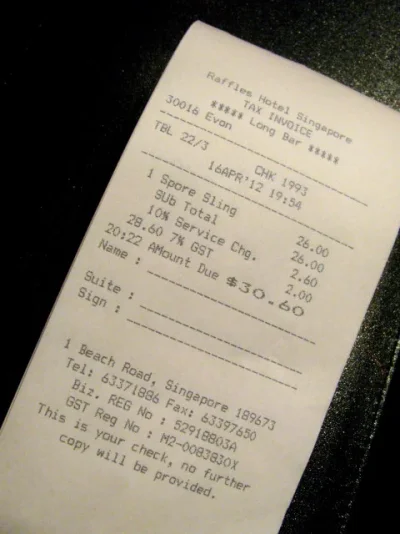 Raffles Hotel Singapore
TAX INVOICE
***** Long Bar *****
30016 Evan
TBL 22/3 CHK 1993
16APR'12 19:54
1 Spore Sling 26.00
SUb Total 26.00
10% Service Chg. 2.60
28.60 7% GST 2.00
20:22 AMount Due $30.60
Name :
Suite :
Sign :
1 Beach Road, Singapore 189673
Tel: 63371886 Fax: 63397650
Biz. REG No : 52918803A
GST Reg No : M2-0083830X
This is your check, no further
copy will be provided.